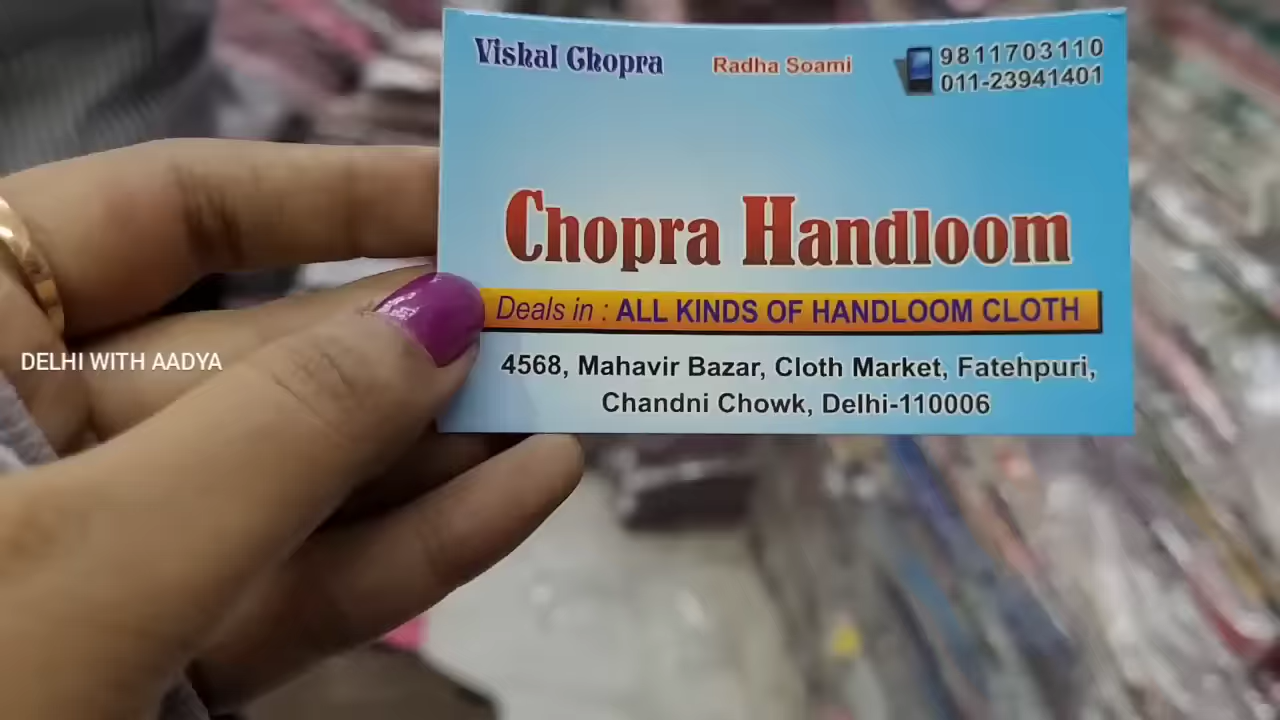 Vishal Chopra
Radha Soami
9811703110
011-23941401
Chopra Handloom
Deals in : ALL KINDS OF HANDLOOM CLOTH
4568, Mahavir Bazar, Cloth Market, Fatehpuri,
Chandni Chowk, Delhi-110006
DELHI WITH AADYA